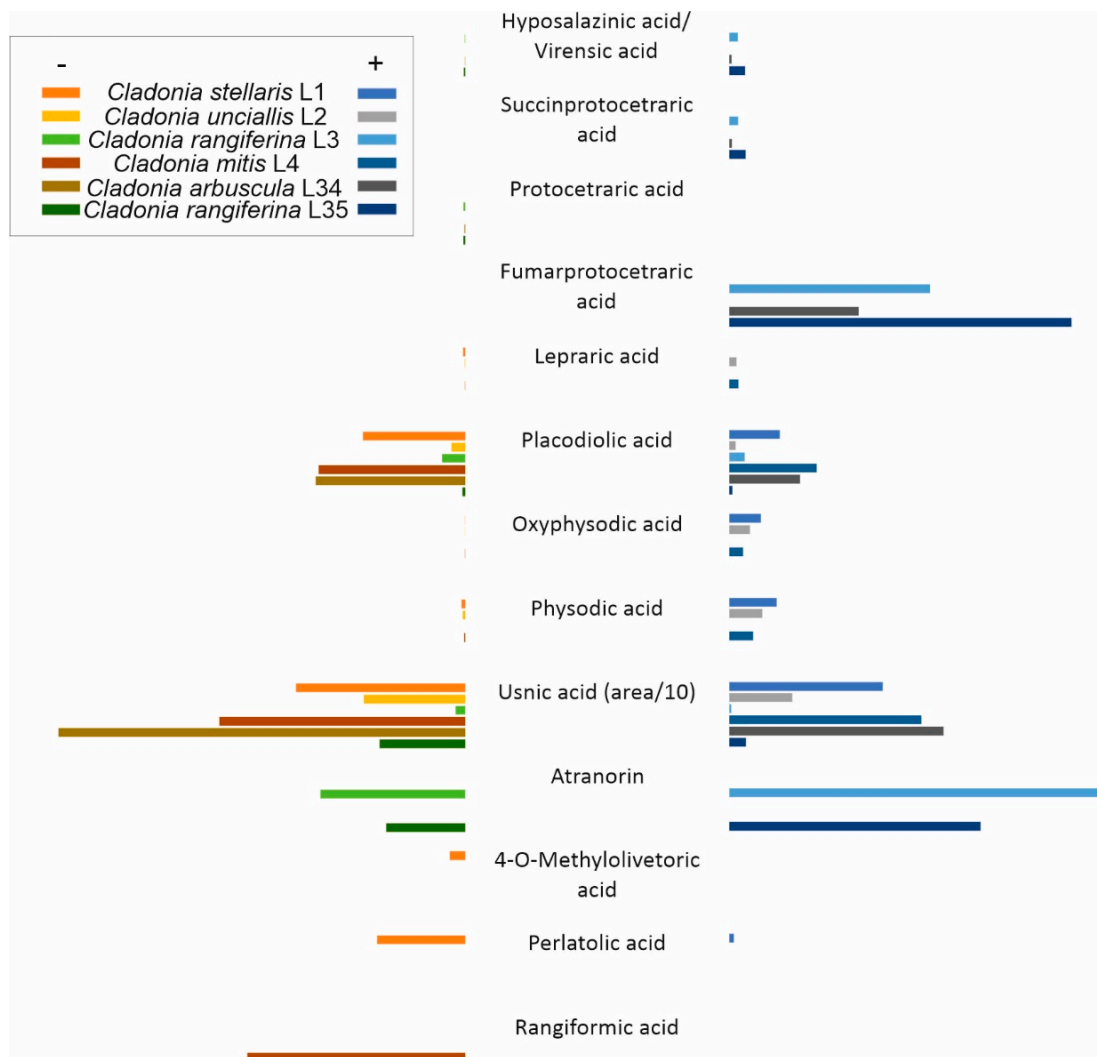 Hyposalazinic acid/
Virensic acid
- +
Cladonia stellaris L1
Cladonia unciallis L2
Cladonia rangiferina L3
Cladonia mitis L4
Cladonia arbuscula L34
Cladonia rangiferina L35
Succinprotocetraric
acid
Protocetraric acid
Fumarprotocetraric
acid
Lepraric acid
Placodiolic acid
Oxyphysodic acid
Physodic acid
Usnic acid (area/10)
Atranorin
4-O-Methylolivetoric
acid
Perlatolic acid
Rangiformic acid